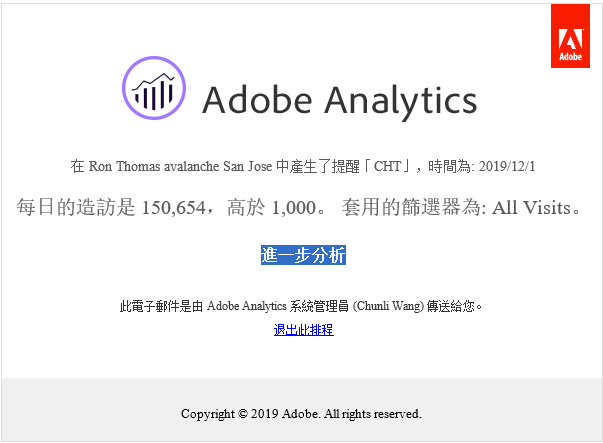 Adobe
Adobe Analytics
在 Ron Thomas avalanche San Jose 中產生了提醒「CHT」，時間為: 2019/12/1
每日的造訪是 150,654，高於 1,000。 套用的篩選器為: All Visits。
進一步分析
此電子郵件是由 Adobe Analytics 系統管理員 (Chunli Wang) 傳送給您。
退出此排程
Copyright © 2019 Adobe. All rights reserved.